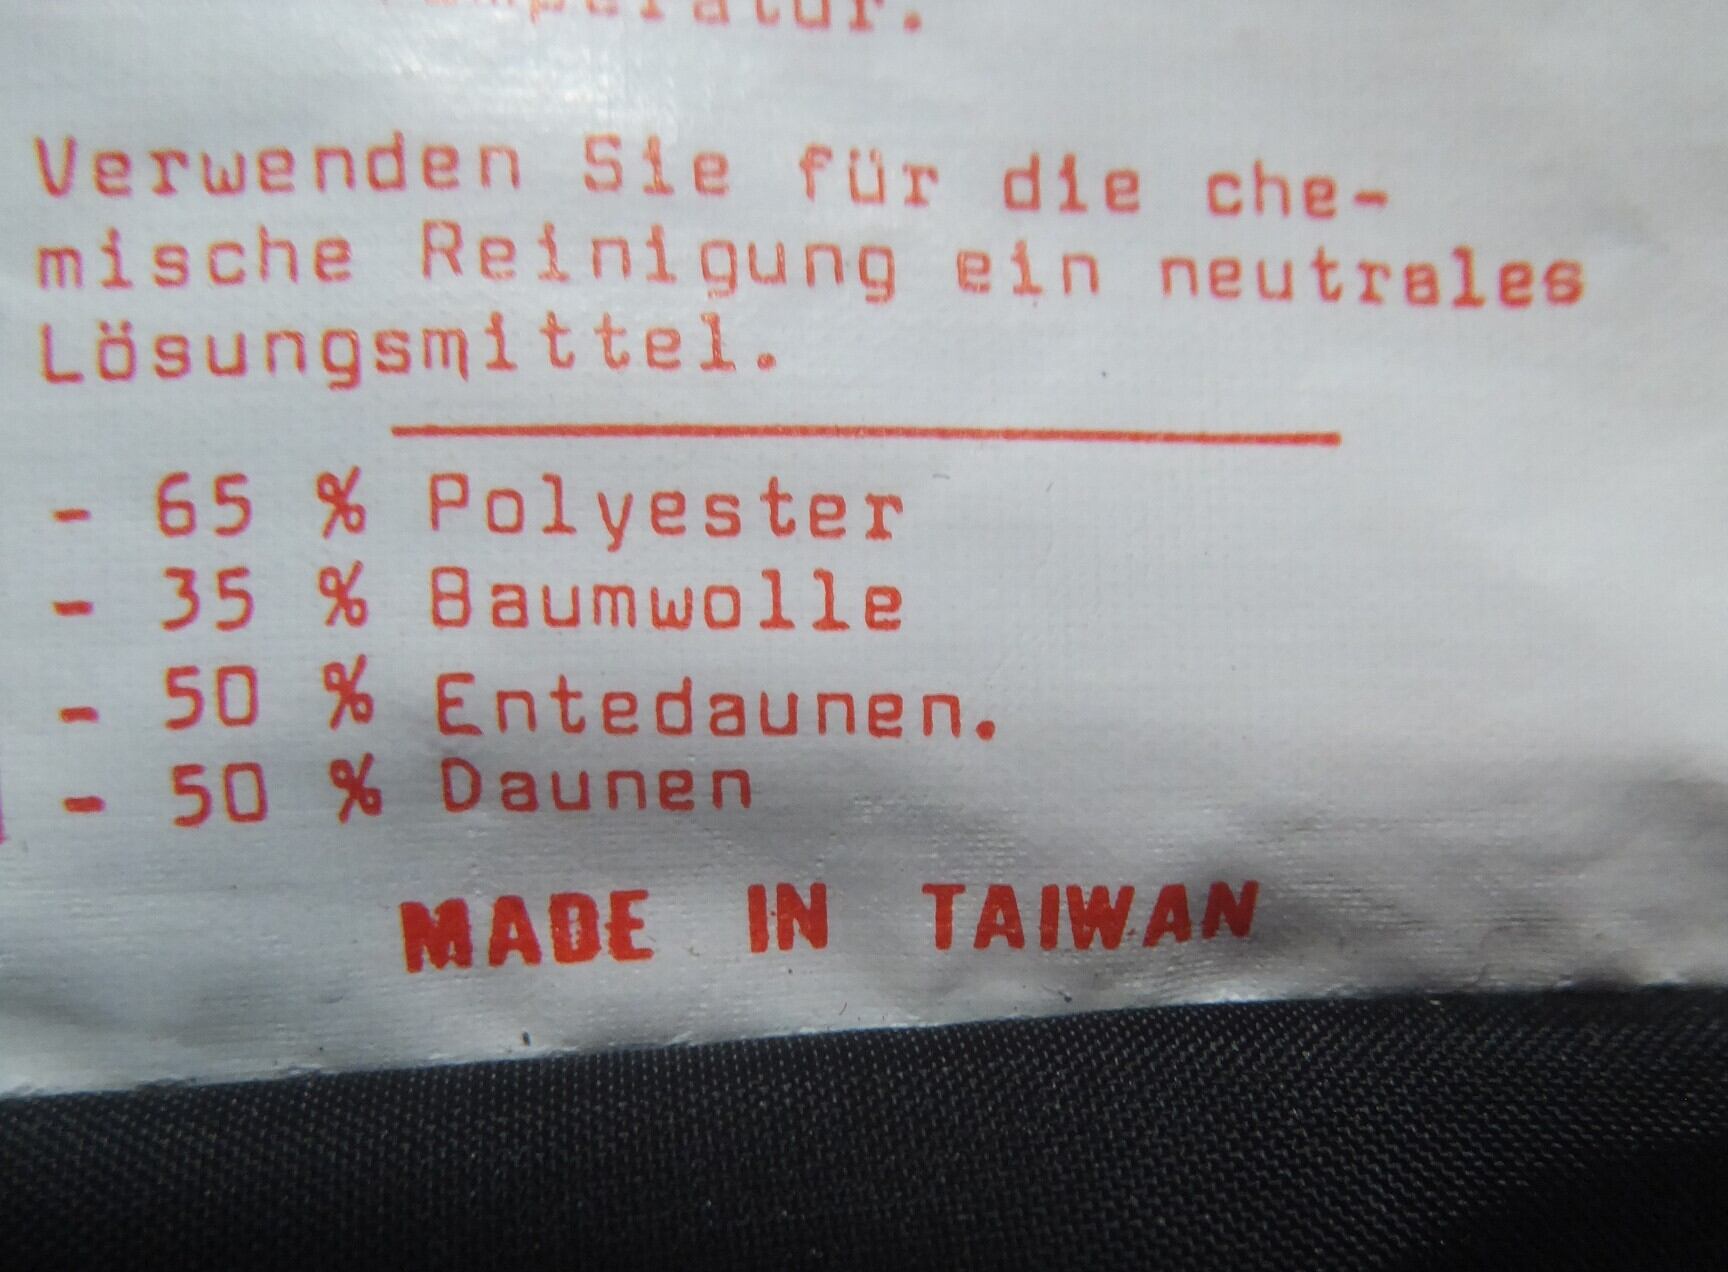 Verwenden Sie für die che-
mische Reinigung ein neutrales
Lösungsmittel.
- 65 % Polyester
- 35 % Baumwolle
- 50 % Entedaunen.
- 50 % Daunen
MADE IN TAIWAN